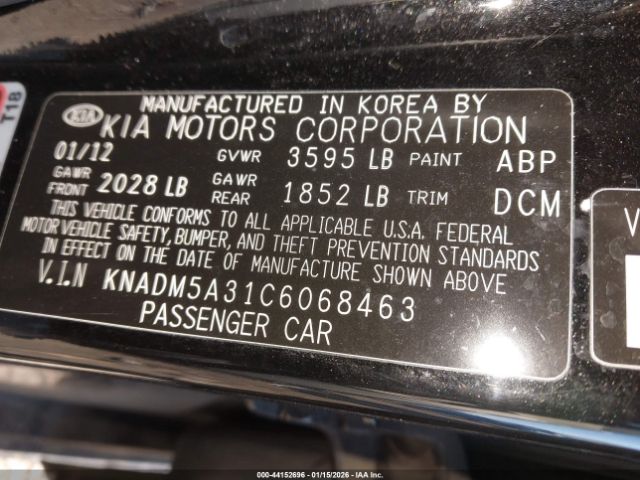 MANUFACTURED IN KOREA BY
KIA KIA MOTORS CORPORATION
01/12 GVWR 3595 LB PAINT ABP
GAWR FRONT 2028 LB GAWR REAR 1852 LB TRIM DCM
THIS VEHICLE CONFORMS TO ALL APPLICABLE U.S.A. FEDERAL
MOTOR VEHICLE SAFETY, BUMPER, AND THEFT PREVENTION STANDARDS
IN EFFECT ON THE DATE OF MANUFACTURE SHOWN ABOVE
V.I.N KNADM5A31C6068463
PASSENGER CAR
T18
V
000-44152696 - 01/15/2026 - IAA, Inc.